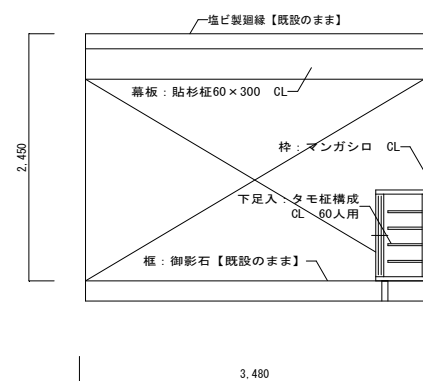 塩ビ製廻縁【既設のまま】
幕板：貼杉柾60×300 CL
2,450
枠：マンガシロ CL
下足入：タモ柾構成
CL 60人用
框：御影石【既設のまま】
3,480